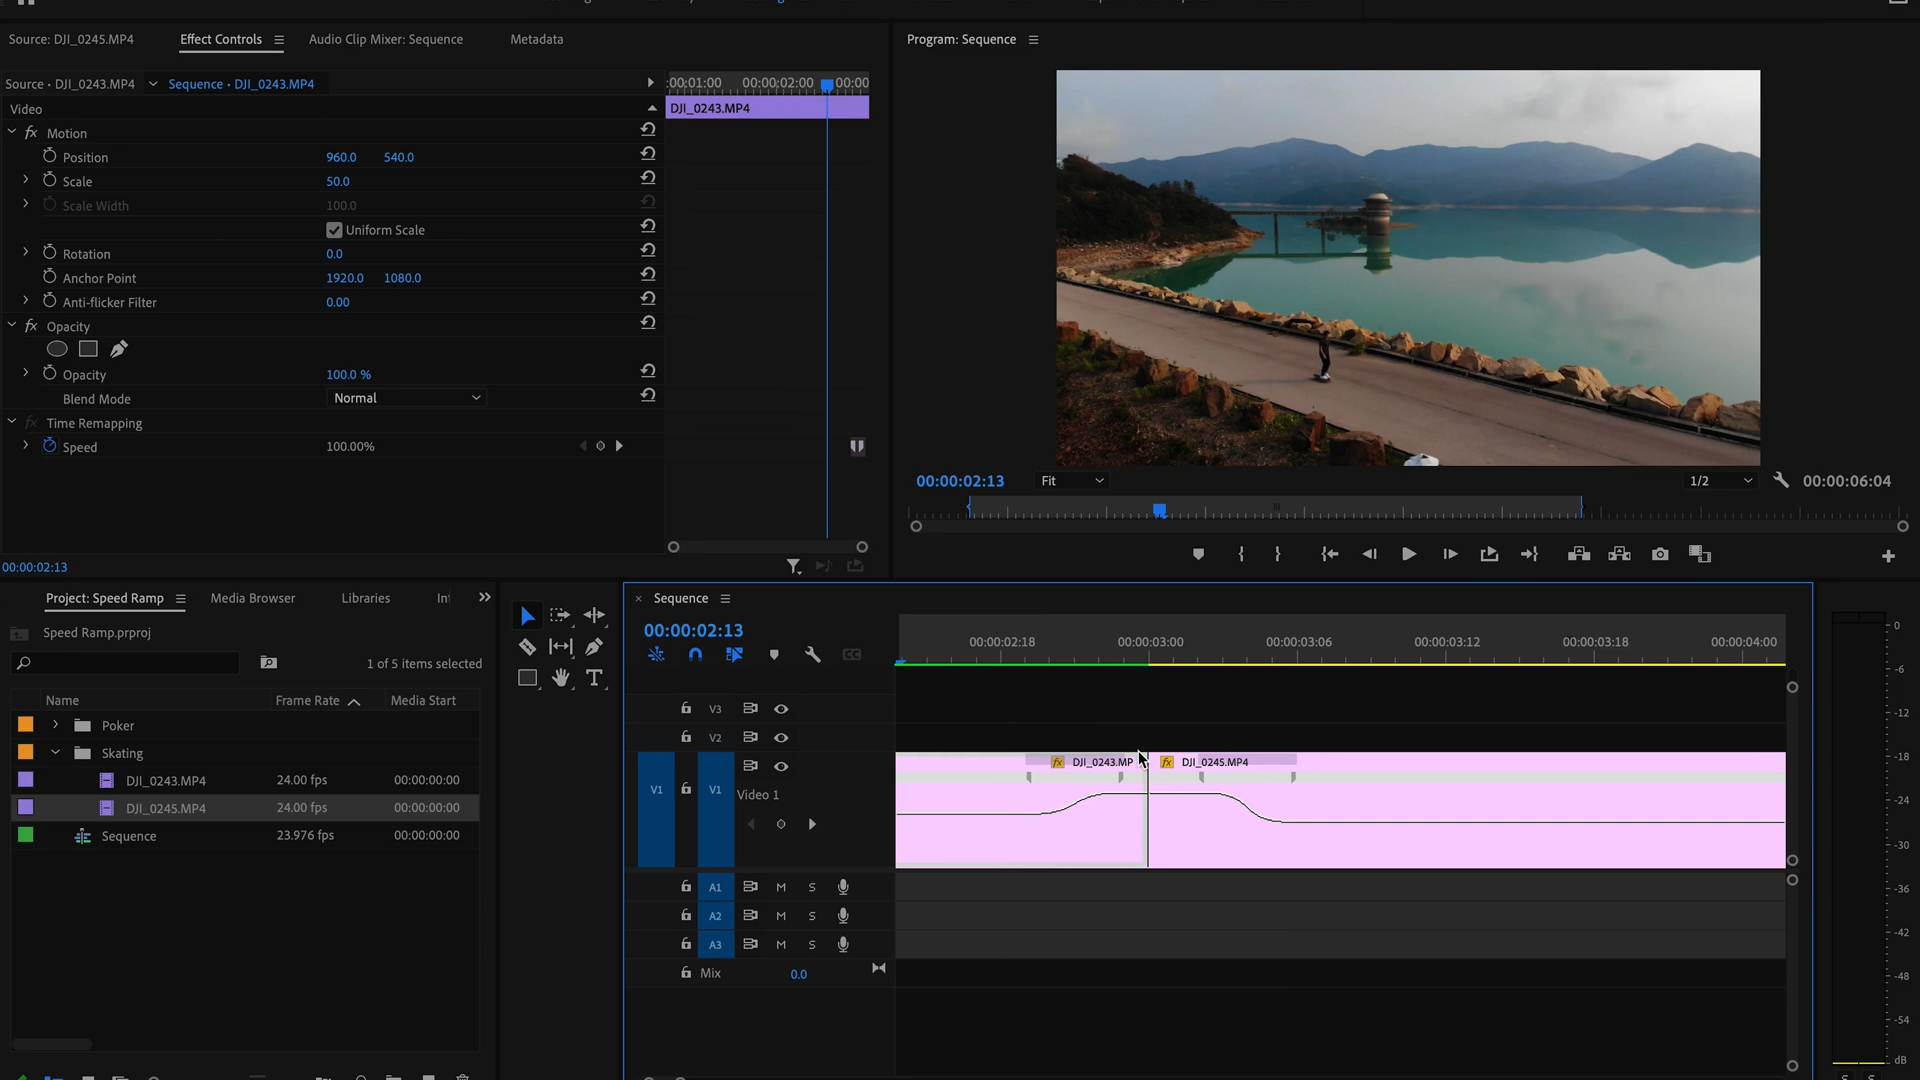 Source: DJI_0245.MP4
Effect Controls
Audio Clip Mixer: Sequence
Metadata
Program: Sequence
Source • DJI_0243.MP4
Sequence • DJI_0243.MP4
:00:01:00
00:00:02:00
00:00
Video
DJI_0243.MP4
Motion
Position 960.0 540.0
Scale 50.0
Scale Width 100.0
Uniform Scale
Rotation 0.0
Anchor Point 1920.0 1080.0
Anti-flicker Filter 0.00
Opacity
Opacity 100.0 %
Blend Mode Normal
Time Remapping
Speed 100.00%
00:00:02:13
00:00:02:13
Fit
1/2
00:00:06:04
Project: Speed Ramp
Media Browser
Libraries
Speed Ramp.prproj
1 of 5 items selected
Name Frame Rate Media Start
Poker
Skating
DJI_0243.MP4 24.00 fps 00:00:00:00
DJI_0245.MP4 24.00 fps 00:00:00:00
Sequence 23.976 fps 00:00:00:00
× Sequence
00:00:02:13
00:00:02:18
00:00:03:00
00:00:03:06
00:00:03:12
00:00:03:18
00:00:04:00
V3
V2
V1 V1
Video 1
fx DJI_0243.MP
fx DJI_0245.MP4
A1 M S
A2 M S
A3 M S
Mix 0.0
0
-6
-12
-18
-24
-30
-36
-42
-48
-54
dB